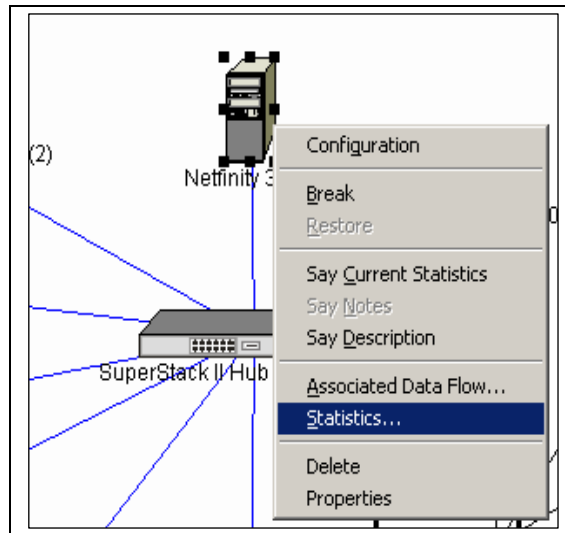 (2)
Netfinity 3
Configuration
Break
Restore
0
Say Current Statistics
Say Notes
Say Description
SuperStack II Hub
Associated Data Flow...
Statistics...
Delete
Properties